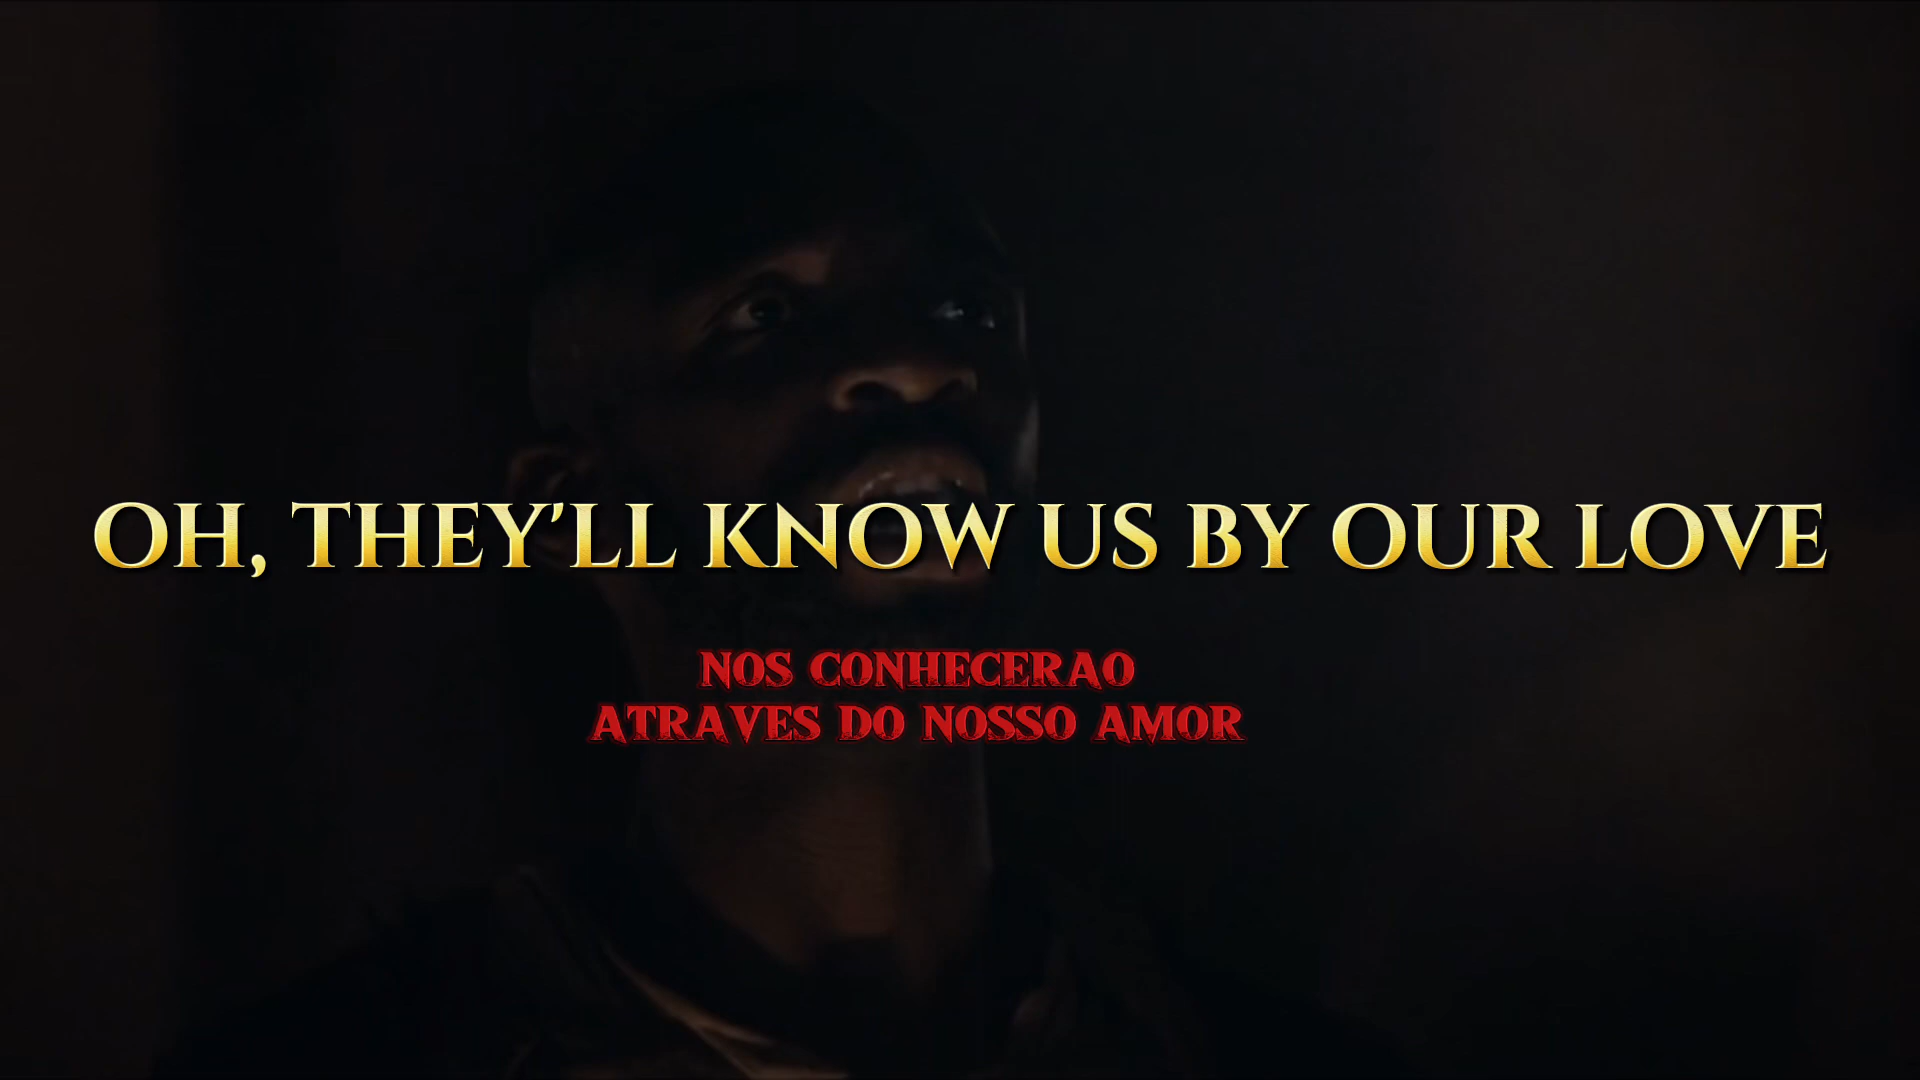 OH, THEY'LL KNOW US BY OUR LOVE
NOS CONHECERAO
ATRAVES DO NOSSO AMOR